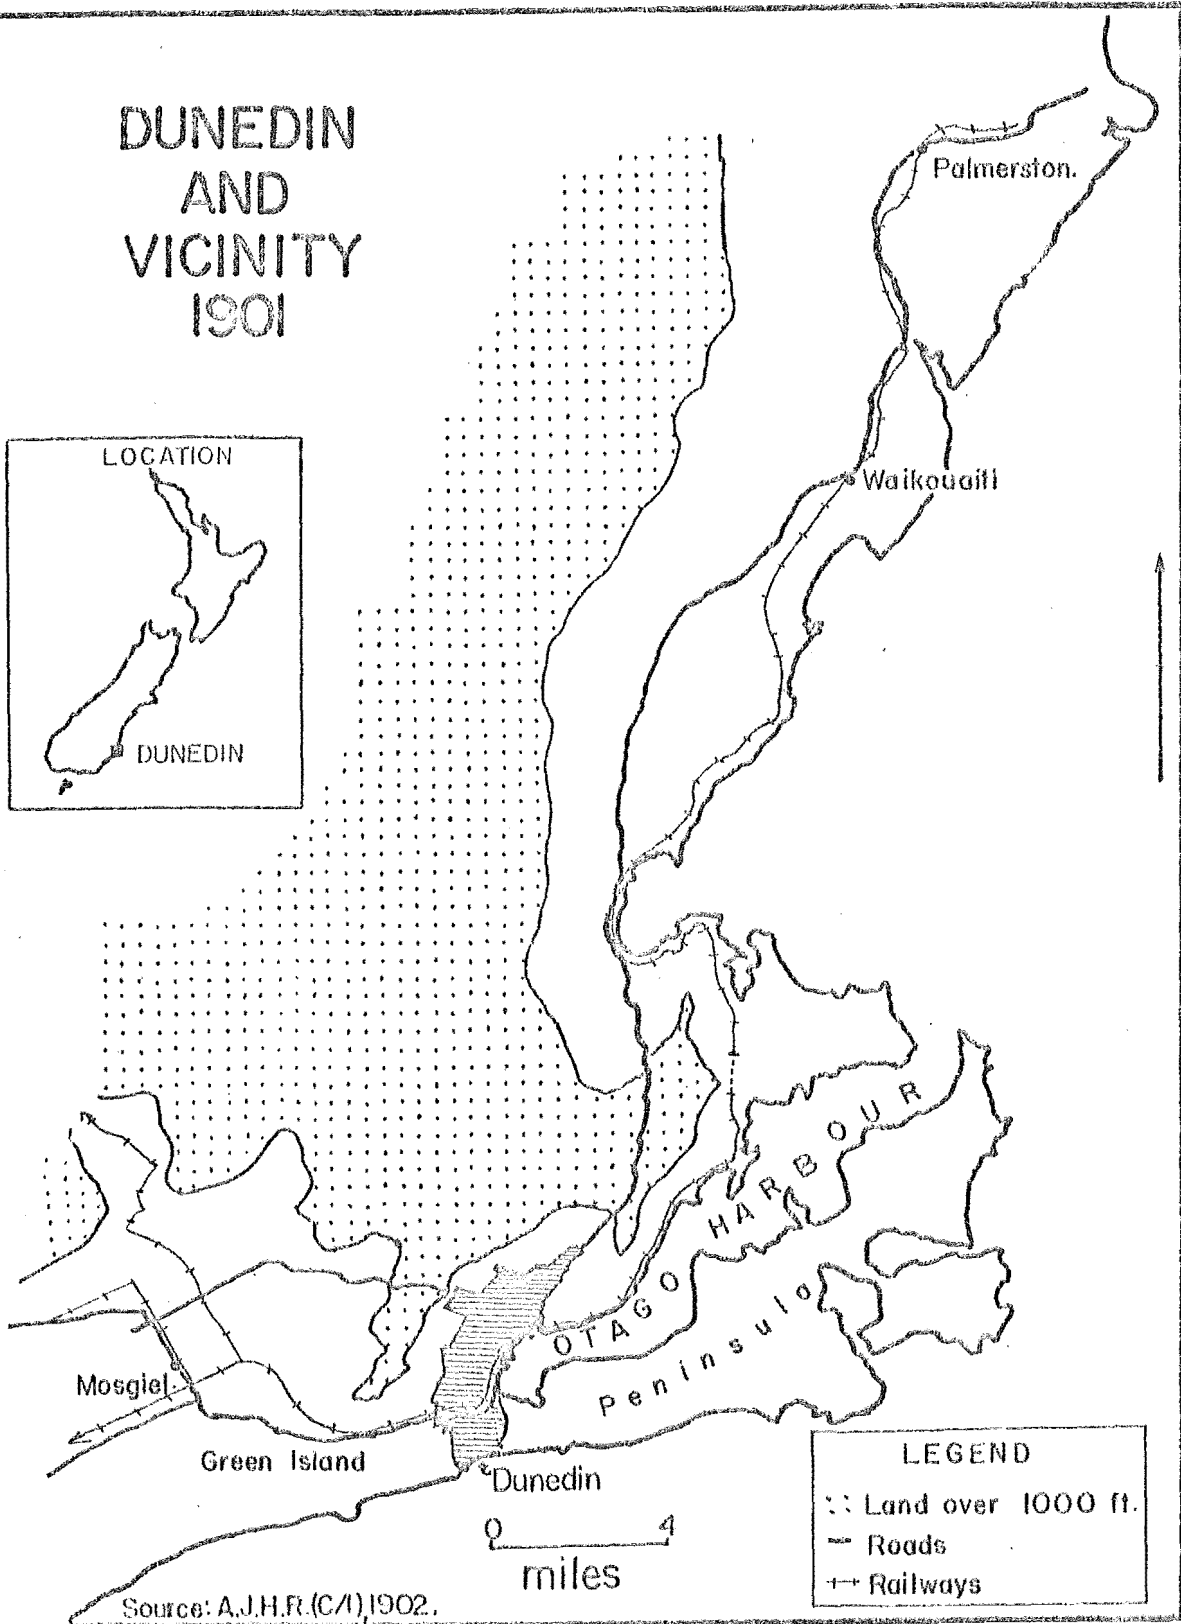 DUNEDIN
AND
VICINITY
1901
LOCATION
DUNEDIN
Palmerston.
Waikouaiti
OTAGO HARBOUR
Peninsula
Mosgiel
Green Island
Dunedin
0 4
miles
LEGEND
Land over 1000 ft.
Roads
Railways
Source: A.J.H.R.(C/1),1902.